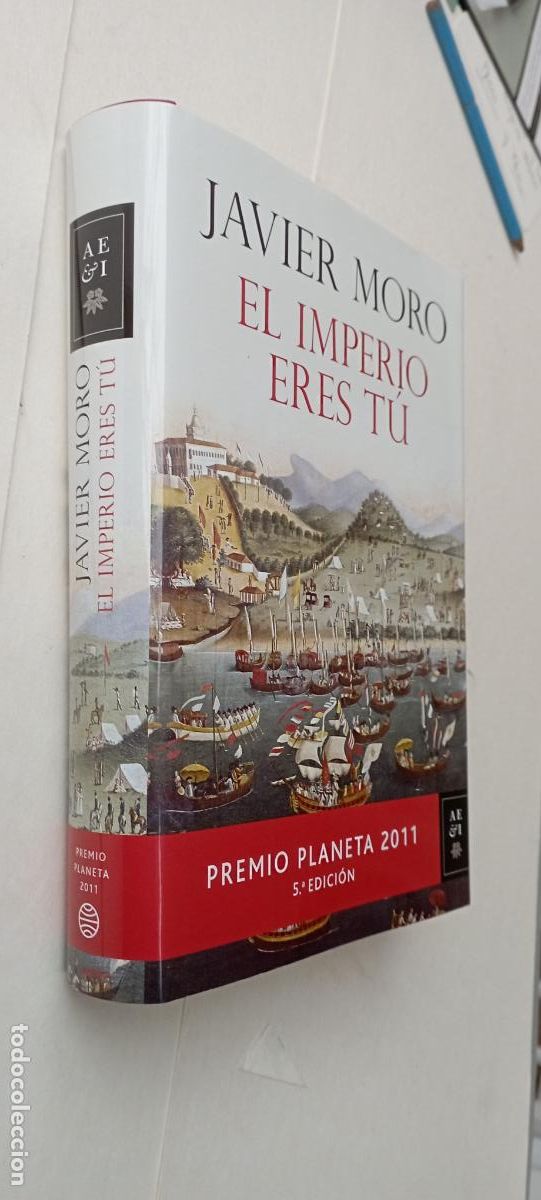 JAVIER MORO
EL IMPERIO
ERES TÚ
PREMIO PLANETA 2011
5.ª EDICIÓN
AE
&I
AE
&I
JAVIER MORO
EL IMPERIO ERES TÚ
PREMIO
PLANETA
2011
todocoleccion